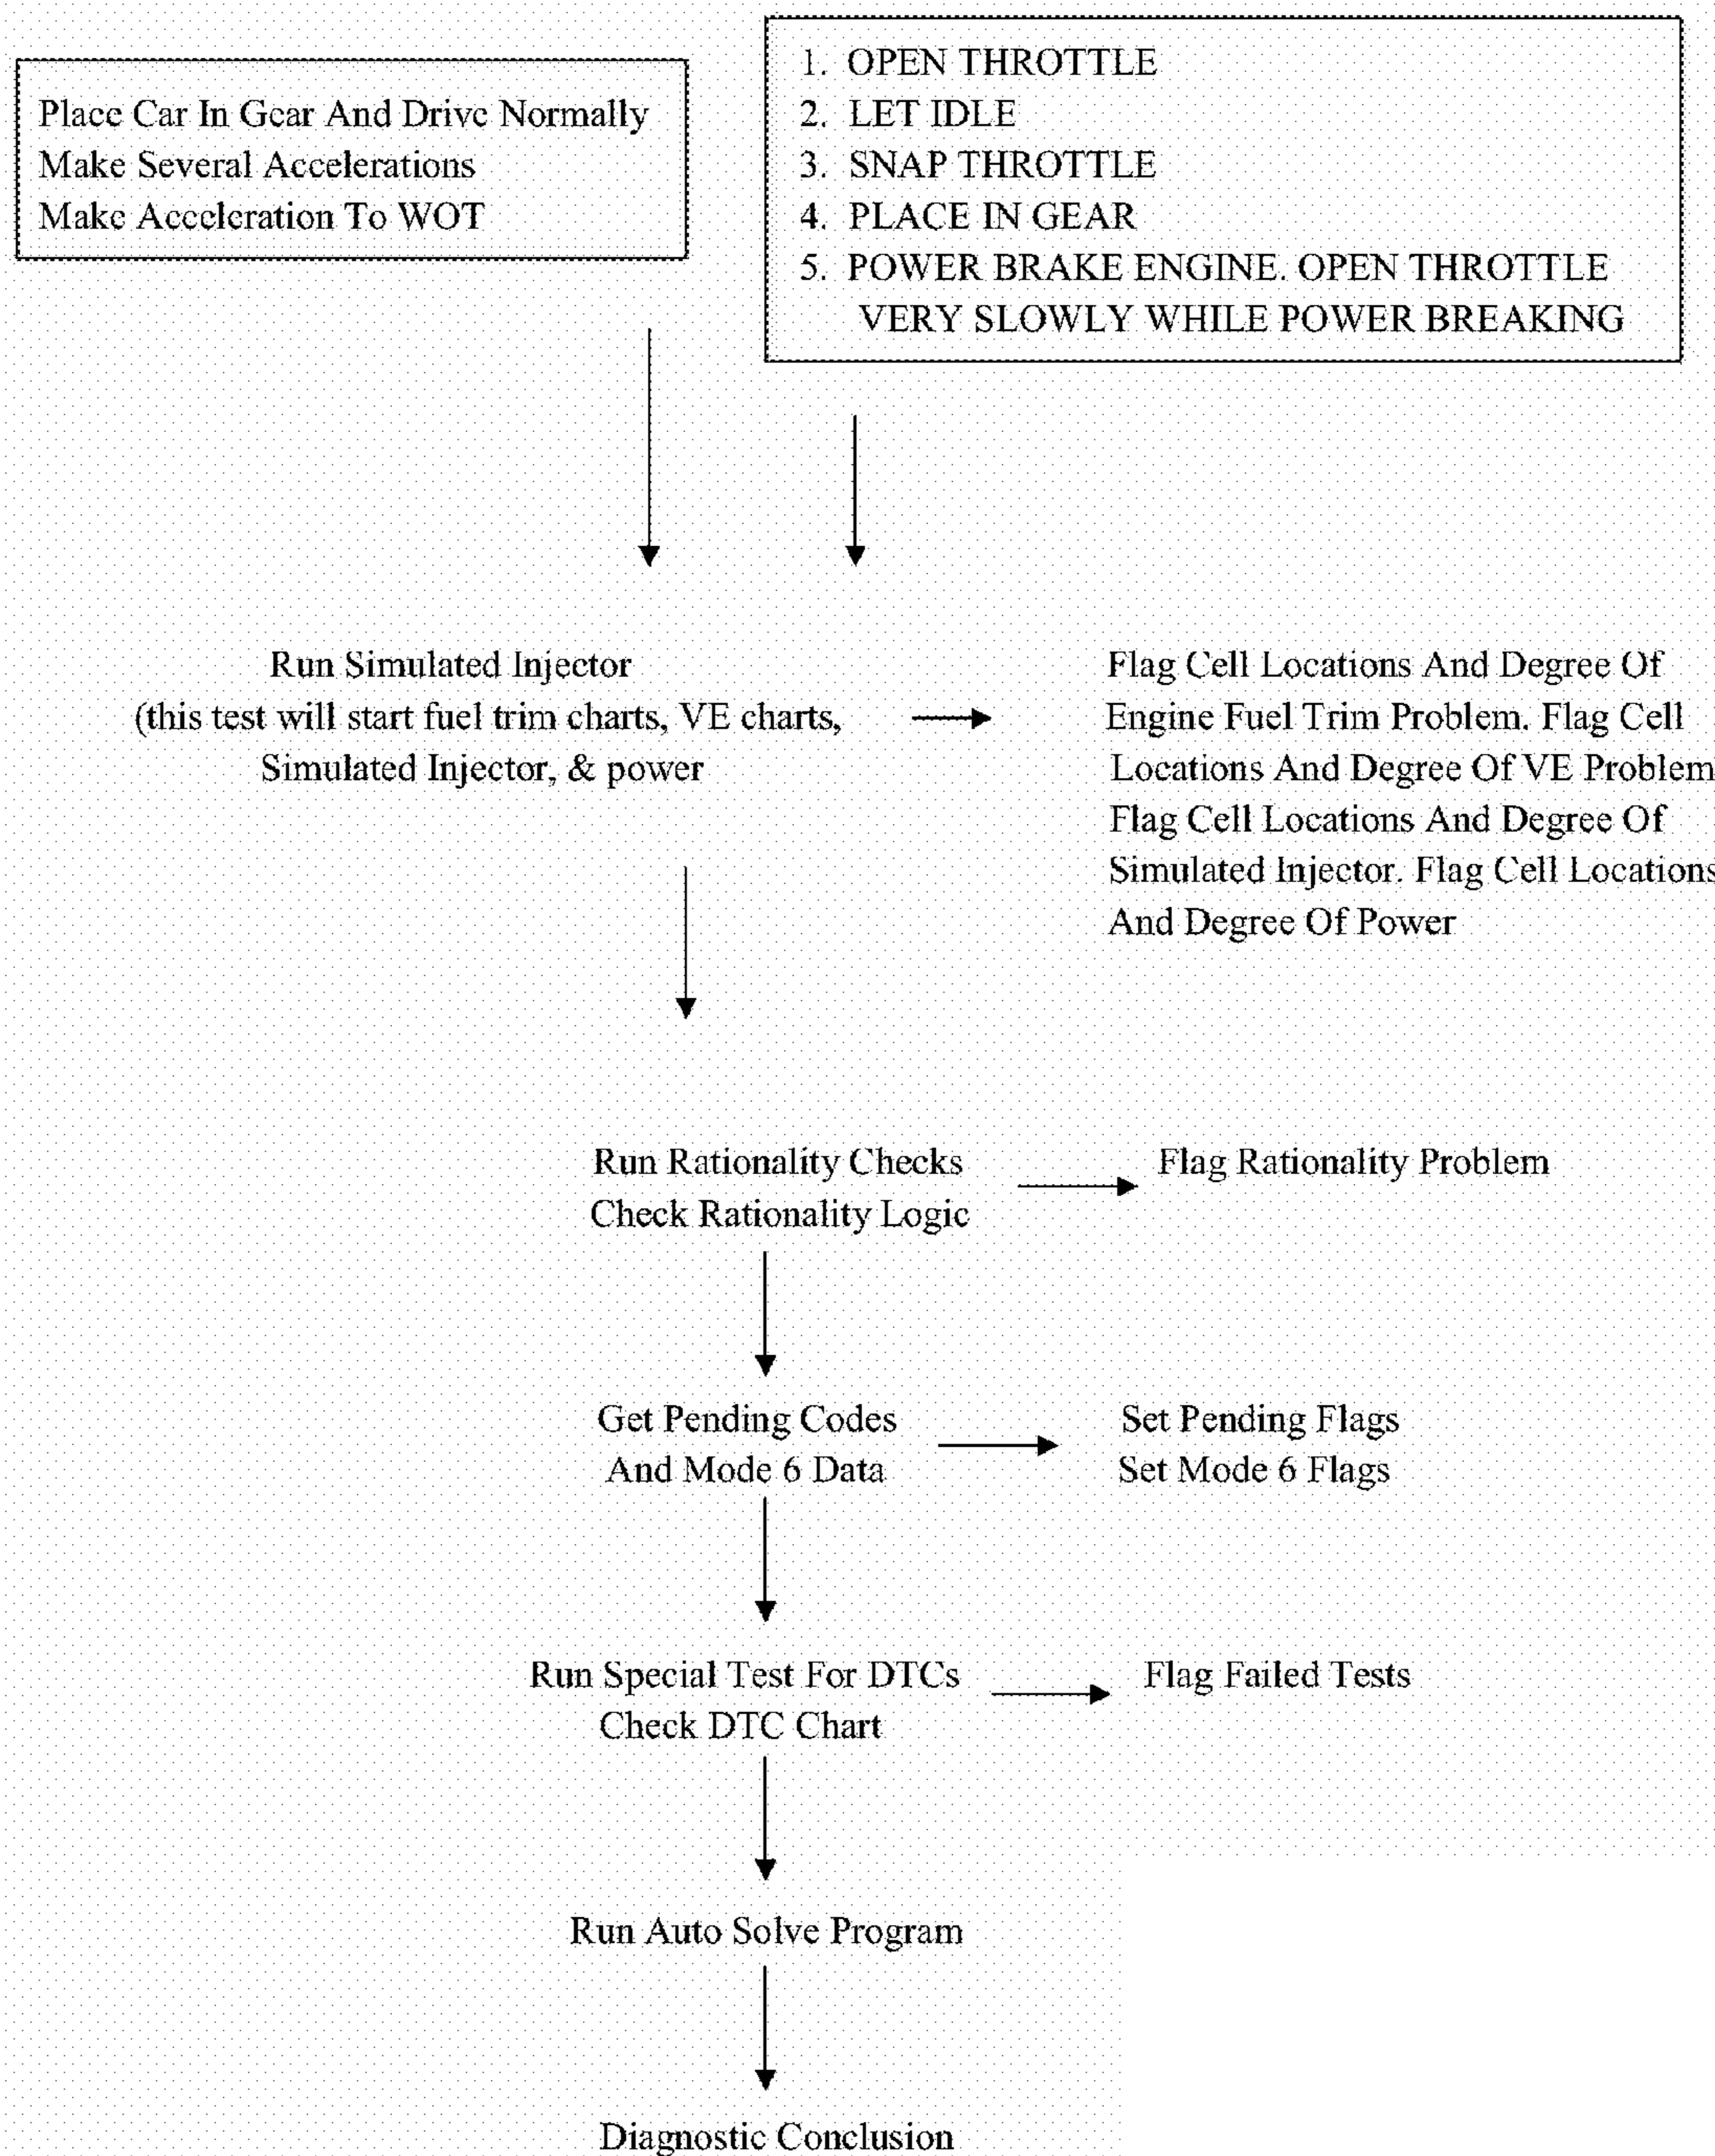 Place Car In Gear And Drive Normally
Make Several Accelerations
Make Acceleration To WOT
1. OPEN THROTTLE
2. LET IDLE
3. SNAP THROTTLE
4. PLACE IN GEAR
5. POWER BRAKE ENGINE. OPEN THROTTLE
VERY SLOWLY WHILE POWER BREAKING
Run Simulated Injector
(this test will start fuel trim charts, VE charts,
Simulated Injector, & power
Flag Cell Locations And Degree Of
Engine Fuel Trim Problem. Flag Cell
Locations And Degree Of VE Problem
Flag Cell Locations And Degree Of
Simulated Injector. Flag Cell Locations
And Degree Of Power
Run Rationality Checks
Check Rationality Logic
Flag Rationality Problem
Get Pending Codes
And Mode 6 Data
Set Pending Flags
Set Mode 6 Flags
Run Special Test For DTCs
Check DTC Chart
Flag Failed Tests
Run Auto Solve Program
Diagnostic Conclusion